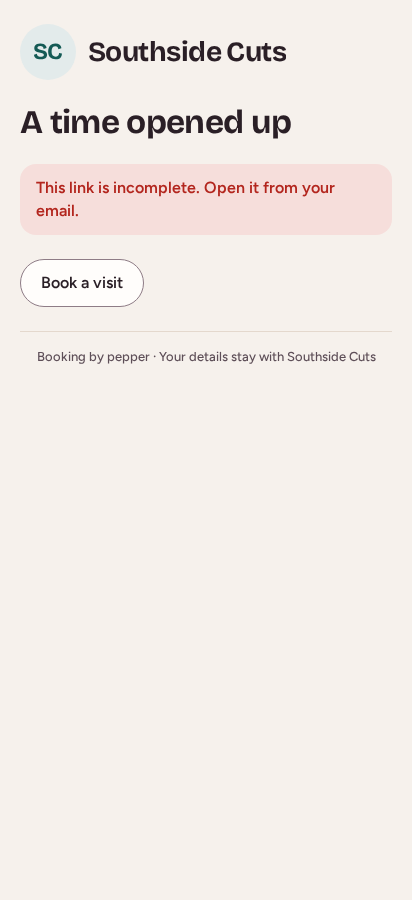 SC
Southside Cuts
A time opened up
This link is incomplete. Open it from your
email.
Book a visit
Booking by pepper · Your details stay with Southside Cuts